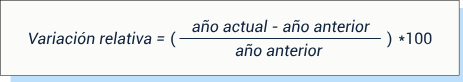 Variación relativa = ( año actual - año anterior / año anterior ) *100